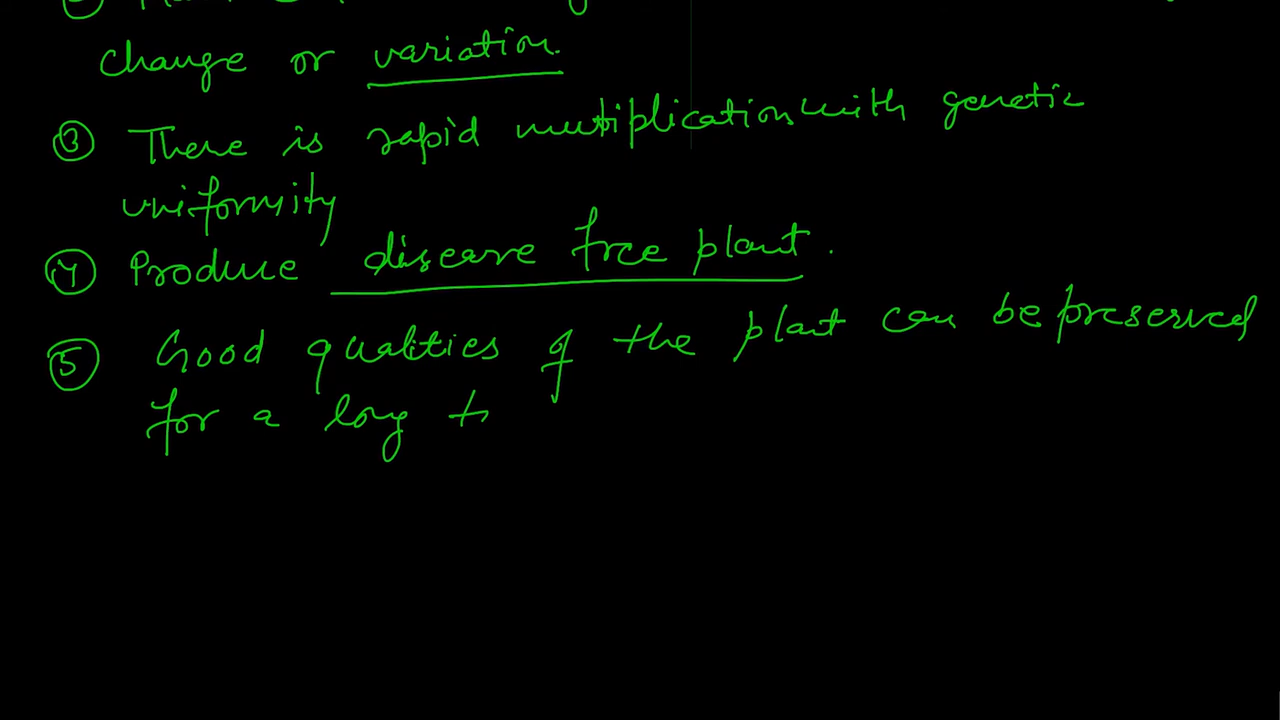 change or variation.
③ There is rapid multiplication with genetic
uniformity
④ Produce disease free plant.
⑤ Good qualities of the plant can be preserved
for a long t